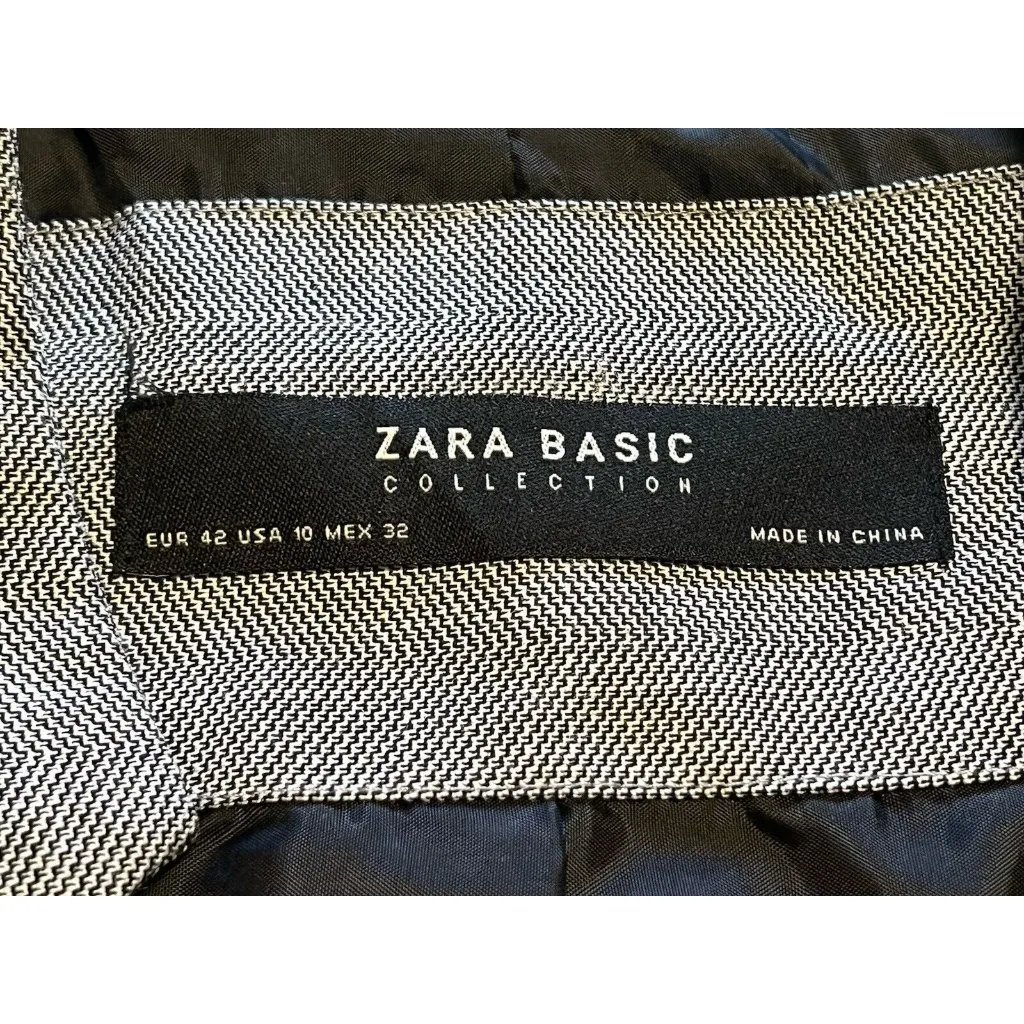 ZARA BASIC
COLLECTION
EUR 42 USA 10 MEX 32
MADE IN CHINA